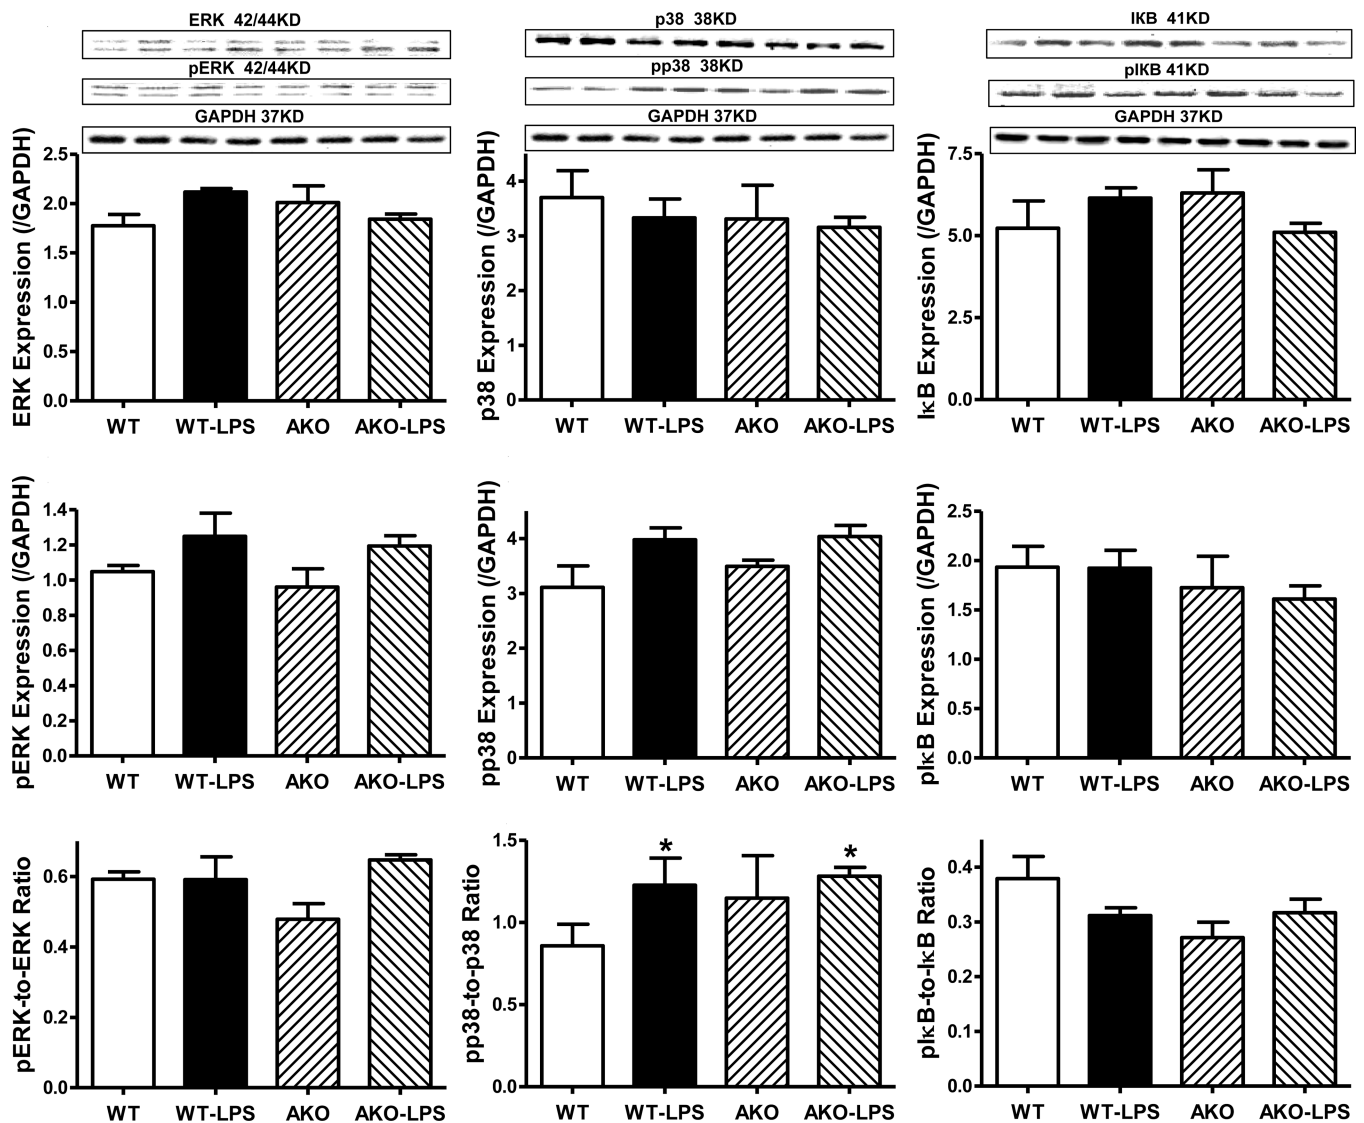 ERK 42/44KD
pERK 42/44KD
GAPDH 37KD
ERK Expression (/GAPDH)
2.5
2.0
1.5
1.0
0.5
0.0
WT WT-LPS AKO AKO-LPS
p38 38KD
pp38 38KD
GAPDH 37KD
p38 Expression (/GAPDH)
4
3
2
1
0
WT WT-LPS AKO AKO-LPS
IKB 41KD
pIKB 41KD
GAPDH 37KD
IκB Expression (/GAPDH)
7.5
5.0
2.5
0.0
WT WT-LPS AKO AKO-LPS
pERK Expression (/GAPDH)
1.4
1.2
1.0
0.8
0.6
0.4
0.2
0.0
WT WT-LPS AKO AKO-LPS
pp38 Expression (/GAPDH)
4
3
2
1
0
WT WT-LPS AKO AKO-LPS
pIκB Expression (/GAPDH)
2.5
2.0
1.5
1.0
0.5
0.0
WT WT-LPS AKO AKO-LPS
pERK-to-ERK Ratio
0.6
0.4
0.2
0.0
WT WT-LPS AKO AKO-LPS
pp38-to-p38 Ratio
1.5
1.0
0.5
0.0
* *
WT WT-LPS AKO AKO-LPS
pIκB-to-IκB Ratio
0.4
0.3
0.2
0.1
0.0
WT WT-LPS AKO AKO-LPS